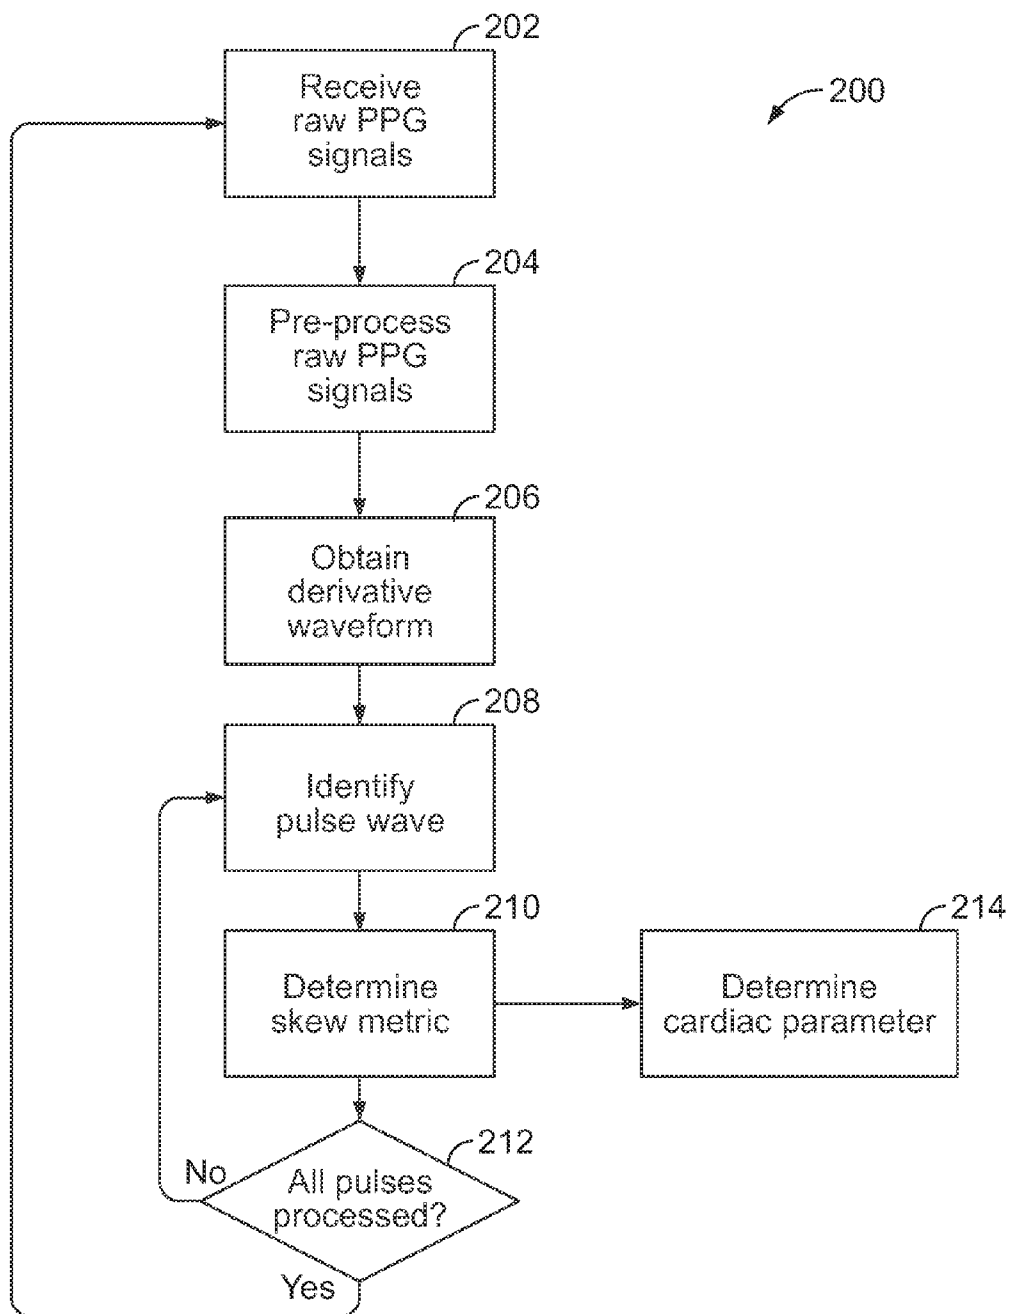 202
Receive
raw PPG
signals
200
204
Pre-process
raw PPG
signals
206
Obtain
derivative
waveform
208
Identify
pulse wave
210
Determine
skew metric
214
Determine
cardiac parameter
212
No
All pulses
processed?
Yes